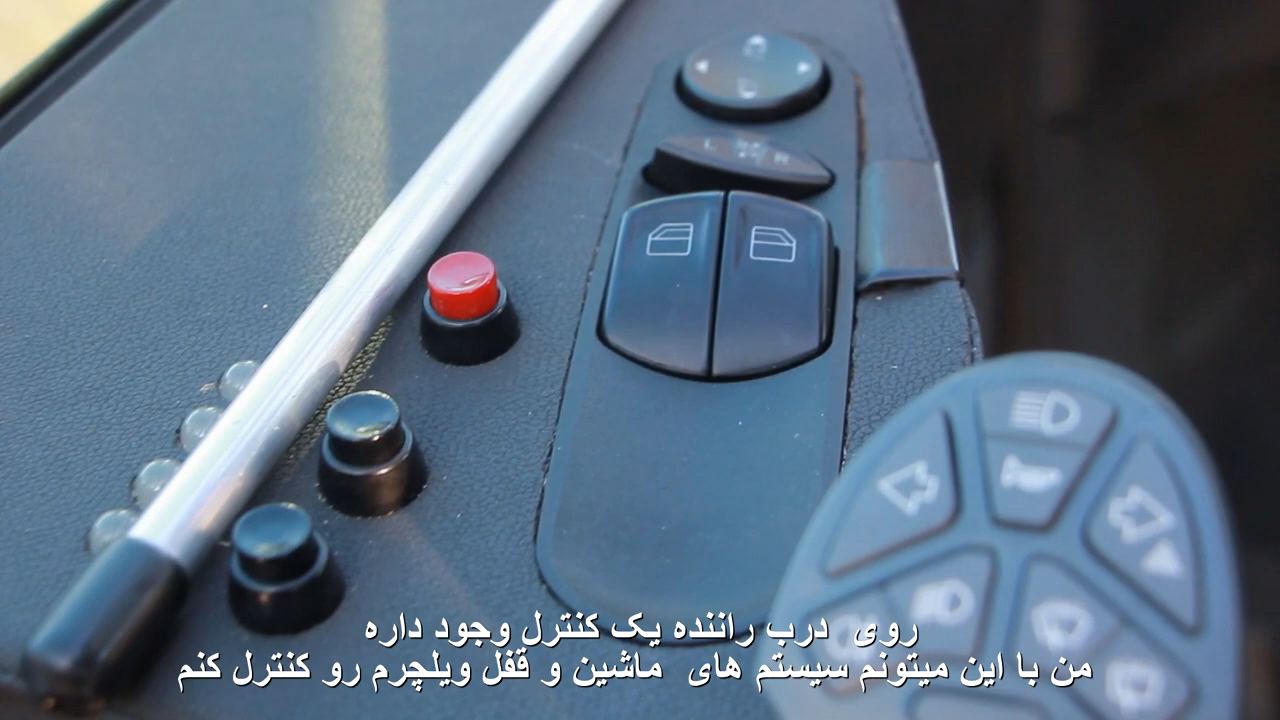 L R
روی درب راننده یک کنترل وجود داره
من با این میتونم سیستم های ماشین و قفل ویلچرم رو کنترل کنم